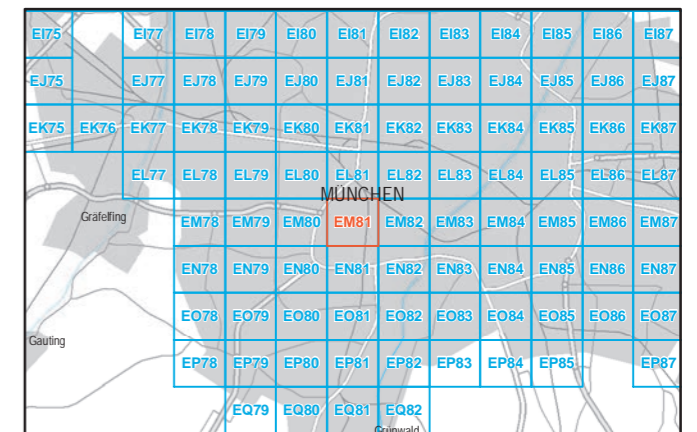 EI75 EI77 EI78 EI79 EI80 EI81 EI82 EI83 EI84 EI85 EI86 EI87
EJ75 EJ77 EJ78 EJ79 EJ80 EJ81 EJ82 EJ83 EJ84 EJ85 EJ86 EJ87
EK75 EK76 EK77 EK78 EK79 EK80 EK81 EK82 EK83 EK84 EK85 EK86 EK87
EL77 EL78 EL79 EL80 EL81 EL82 EL83 EL84 EL85 EL86 EL87
MÜNCHEN
Gräfelfing EM78 EM79 EM80 EM81 EM82 EM83 EM84 EM85 EM86 EM87
EN78 EN79 EN80 EN81 EN82 EN83 EN84 EN85 EN86 EN87
EO78 EO79 EO80 EO81 EO82 EO83 EO84 EO85 EO86 EO87
Gauting
EP78 EP79 EP80 EP81 EP82 EP83 EP84 EP85 EP87
EQ79 EQ80 EQ81 EQ82
Grünwald